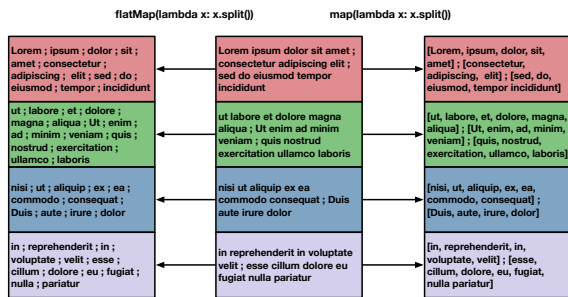 flatMap(lambda x: x.split())
map(lambda x: x.split())
Lorem ; ipsum ; dolor ; sit ;
amet ; consectetur ;
adipiscing ; elit ; sed ; do ;
eiusmod ; tempor ; incididunt
Lorem ipsum dolor sit amet ;
consectetur adipiscing elit ;
sed do eiusmod tempor
incididunt
[Lorem, ipsum, dolor, sit,
amet] ; [consectetur,
adipiscing, elit] ; [sed, do,
eiusmod, tempor, incididunt]
ut ; labore ; et ; dolore ;
magna ; aliqua ; Ut ; enim ;
ad ; minim ; veniam ; quis ;
nostrud ; exercitation ;
ullamco ; laboris
ut labore et dolore magna
aliqua ; Ut enim ad minim
veniam ; quis nostrud
exercitation ullamco laboris
[ut, labore, et, dolore, magna,
aliqua] ; [Ut, enim, ad, minim,
veniam] ; [quis, nostrud,
exercitation, ullamco, laboris]
nisi ; ut ; aliquip ; ex ; ea ;
commodo ; consequat ;
Duis ; aute ; irure ; dolor
nisi ut aliquip ex ea
commodo consequat ; Duis
aute irure dolor
[nisi, ut, aliquip, ex, ea,
commodo, consequat] ;
[Duis, aute, irure, dolor]
in ; reprehenderit ; in ;
voluptate ; velit ; esse ;
cillum ; dolore ; eu ; fugiat ;
nulla ; pariatur
in reprehenderit in voluptate
velit ; esse cillum dolore eu
fugiat nulla pariatur
[in, reprehenderit, in,
voluptate, velit] ; [esse,
cillum, dolore, eu, fugiat,
nulla pariatur]